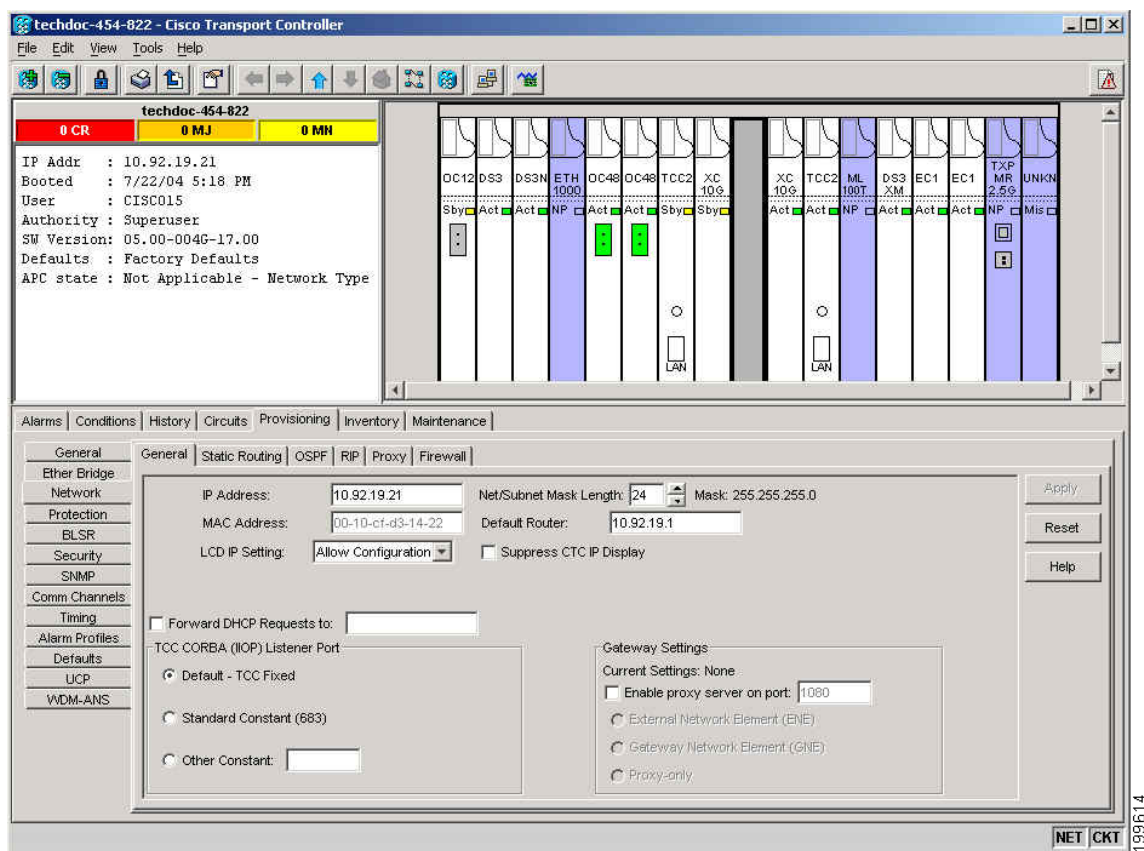 techdoc-454-822 - Cisco Transport Controller
File Edit View Tools Help
techdoc-454-822
0 CR 0 MJ 0 MN
IP Addr : 10.92.19.21
Booted : 7/22/04 5:18 PM
User : CISCO15
Authority : Superuser
SW Version: 05.00-004G-17.00
Defaults : Factory Defaults
APC state : Not Applicable - Network Type
OC12 DS3 DS3N ETH 1000 OC48 OC48 TCC2 XC 10G XC 10G TCC2 ML 100T DS3 XM EC1 EC1 TXP MR 2.5G UNKN
Sby Act Act NP Act Act Sby Sby Act Act NP Act Act Act NP Mis
LAN LAN
Alarms Conditions History Circuits Provisioning Inventory Maintenance
General
Ether Bridge
Network
Protection
BLSR
Security
SNMP
Comm Channels
Timing
Alarm Profiles
Defaults
UCP
WDM-ANS
General Static Routing OSPF RIP Proxy Firewall
IP Address: 10.92.19.21 Net/Subnet Mask Length: 24 Mask: 255.255.255.0
MAC Address: 00-10-cf-d3-14-22 Default Router: 10.92.19.1
LCD IP Setting: Allow Configuration Suppress CTC IP Display
Forward DHCP Requests to:
TCC CORBA (IIOP) Listener Port
Default - TCC Fixed
Standard Constant (683)
Other Constant:
Gateway Settings
Current Settings: None
Enable proxy server on port: 1080
External Network Element (ENE)
Gateway Network Element (GNE)
Proxy-only
Apply
Reset
Help
NET CKT
199614